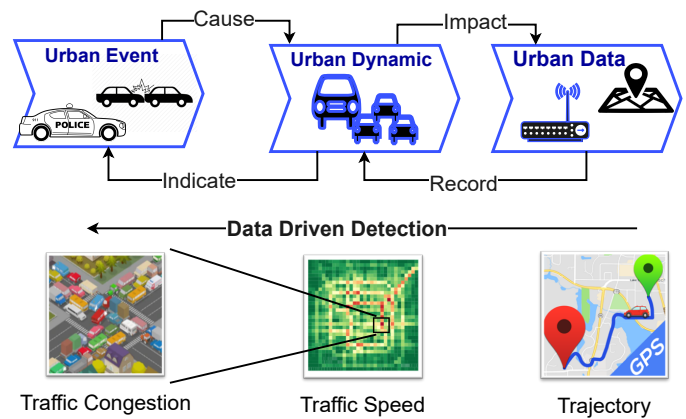 Cause
Impact
Urban Event
Urban Dynamic
Urban Data
POLICE
Indicate
Record
Data Driven Detection
GPS
Traffic Congestion
Traffic Speed
Trajectory